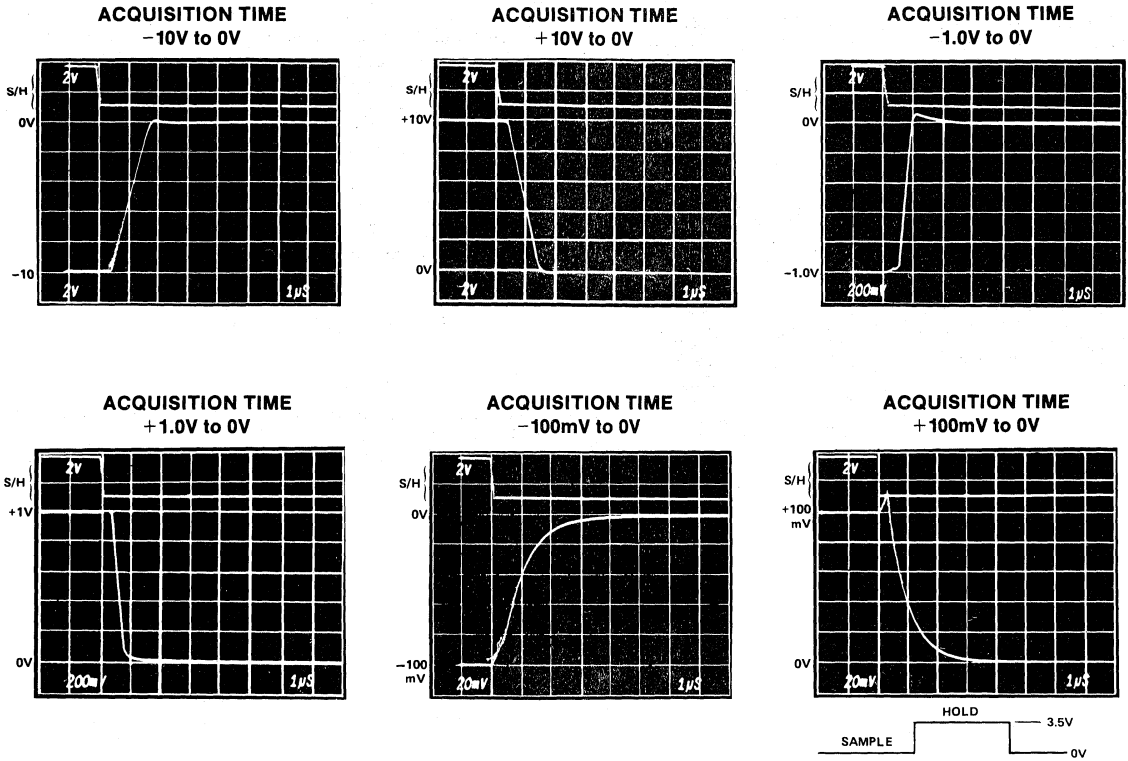 ACQUISITION TIME
−10V to 0V
2V
S/H
0V
−10
2V
1µS
ACQUISITION TIME
+10V to 0V
2V
S/H
+10V
0V
2V
1µS
ACQUISITION TIME
−1.0V to 0V
2V
S/H
0V
−1.0V
200mV
1µS
ACQUISITION TIME
+1.0V to 0V
2V
S/H
+1V
0V
200mV
1µS
ACQUISITION TIME
−100mV to 0V
2V
S/H
0V
−100
mV
20mV
1µS
ACQUISITION TIME
+100mV to 0V
2V
S/H
+100
mV
0V
20mV
1µS
HOLD
3.5V
SAMPLE
0V